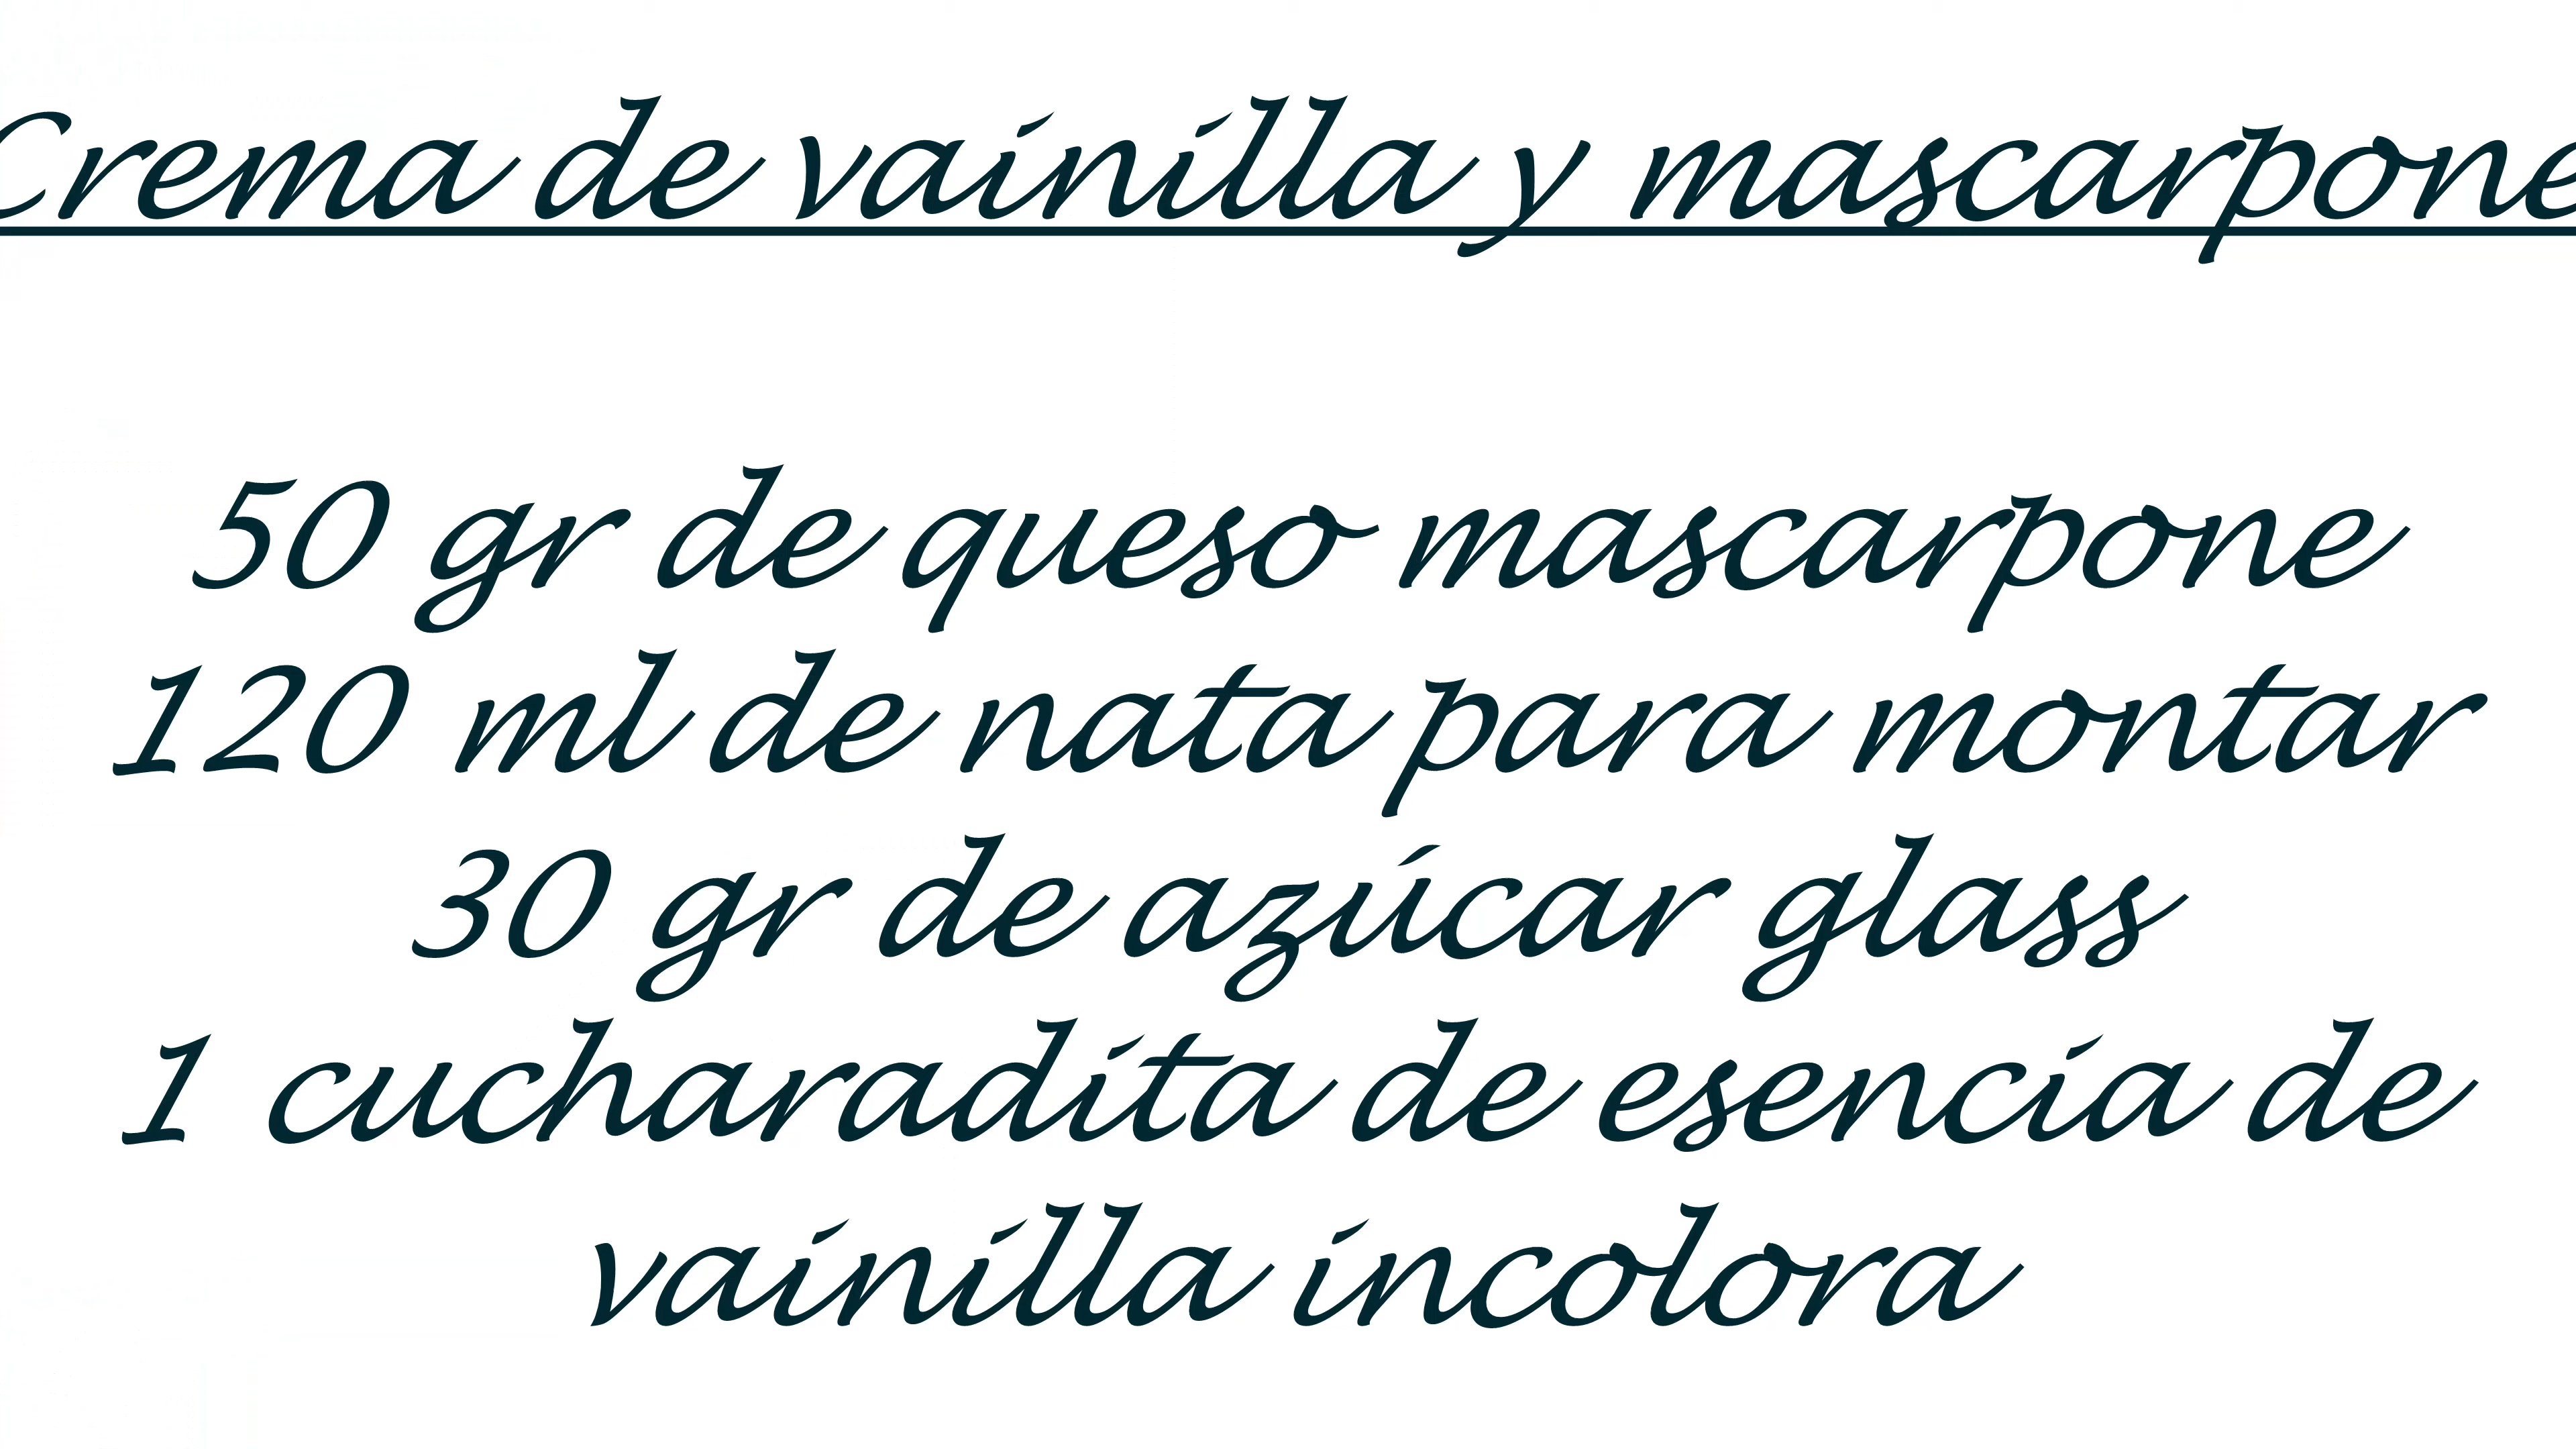 Crema de vainilla y mascarpone
50 gr de queso mascarpone
120 ml de nata para montar
30 gr de azúcar glass
1 cucharadita de esencia de
vainilla incolora